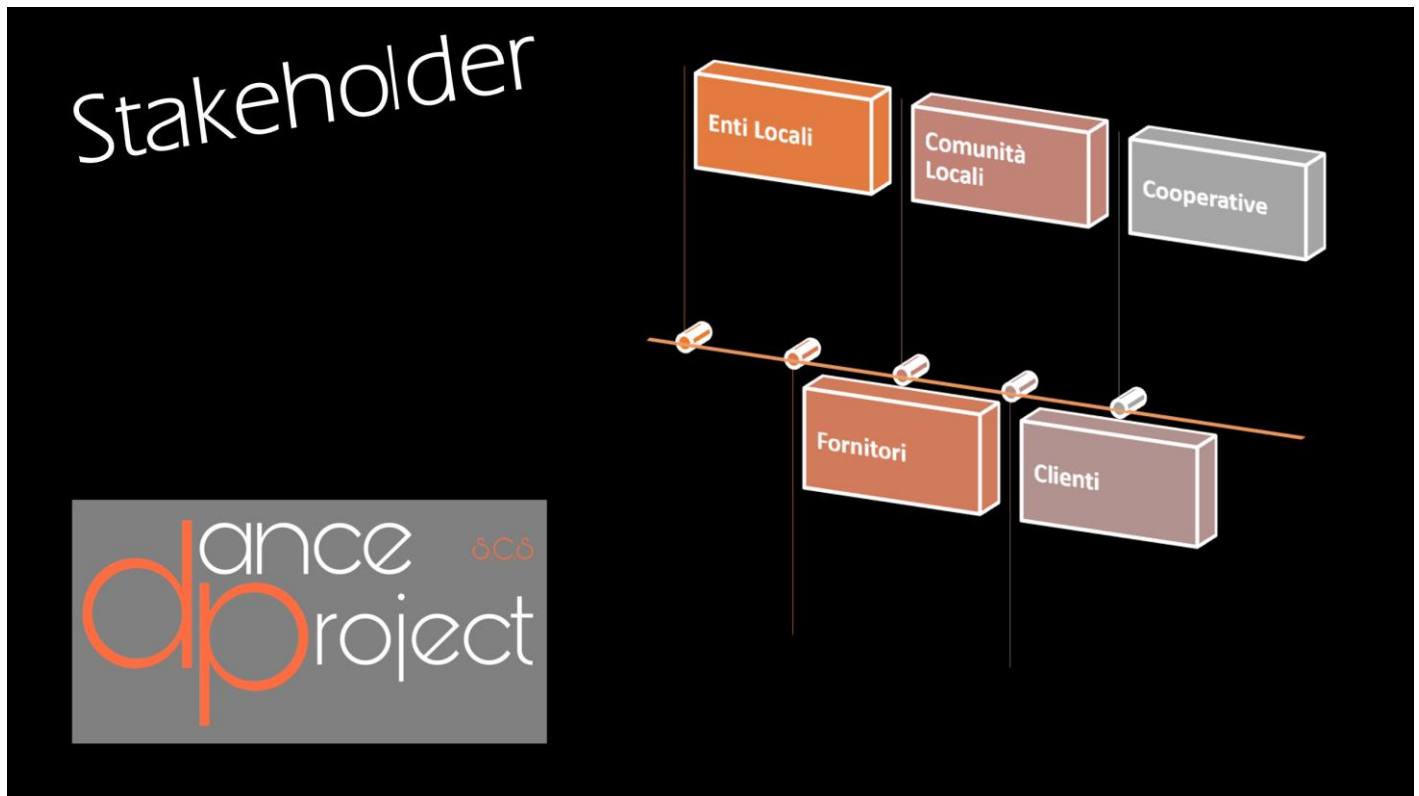 Stakeholder
Enti Locali
Comunità
Locali
Cooperative
Fornitori
Clienti
dance s.c.s
project